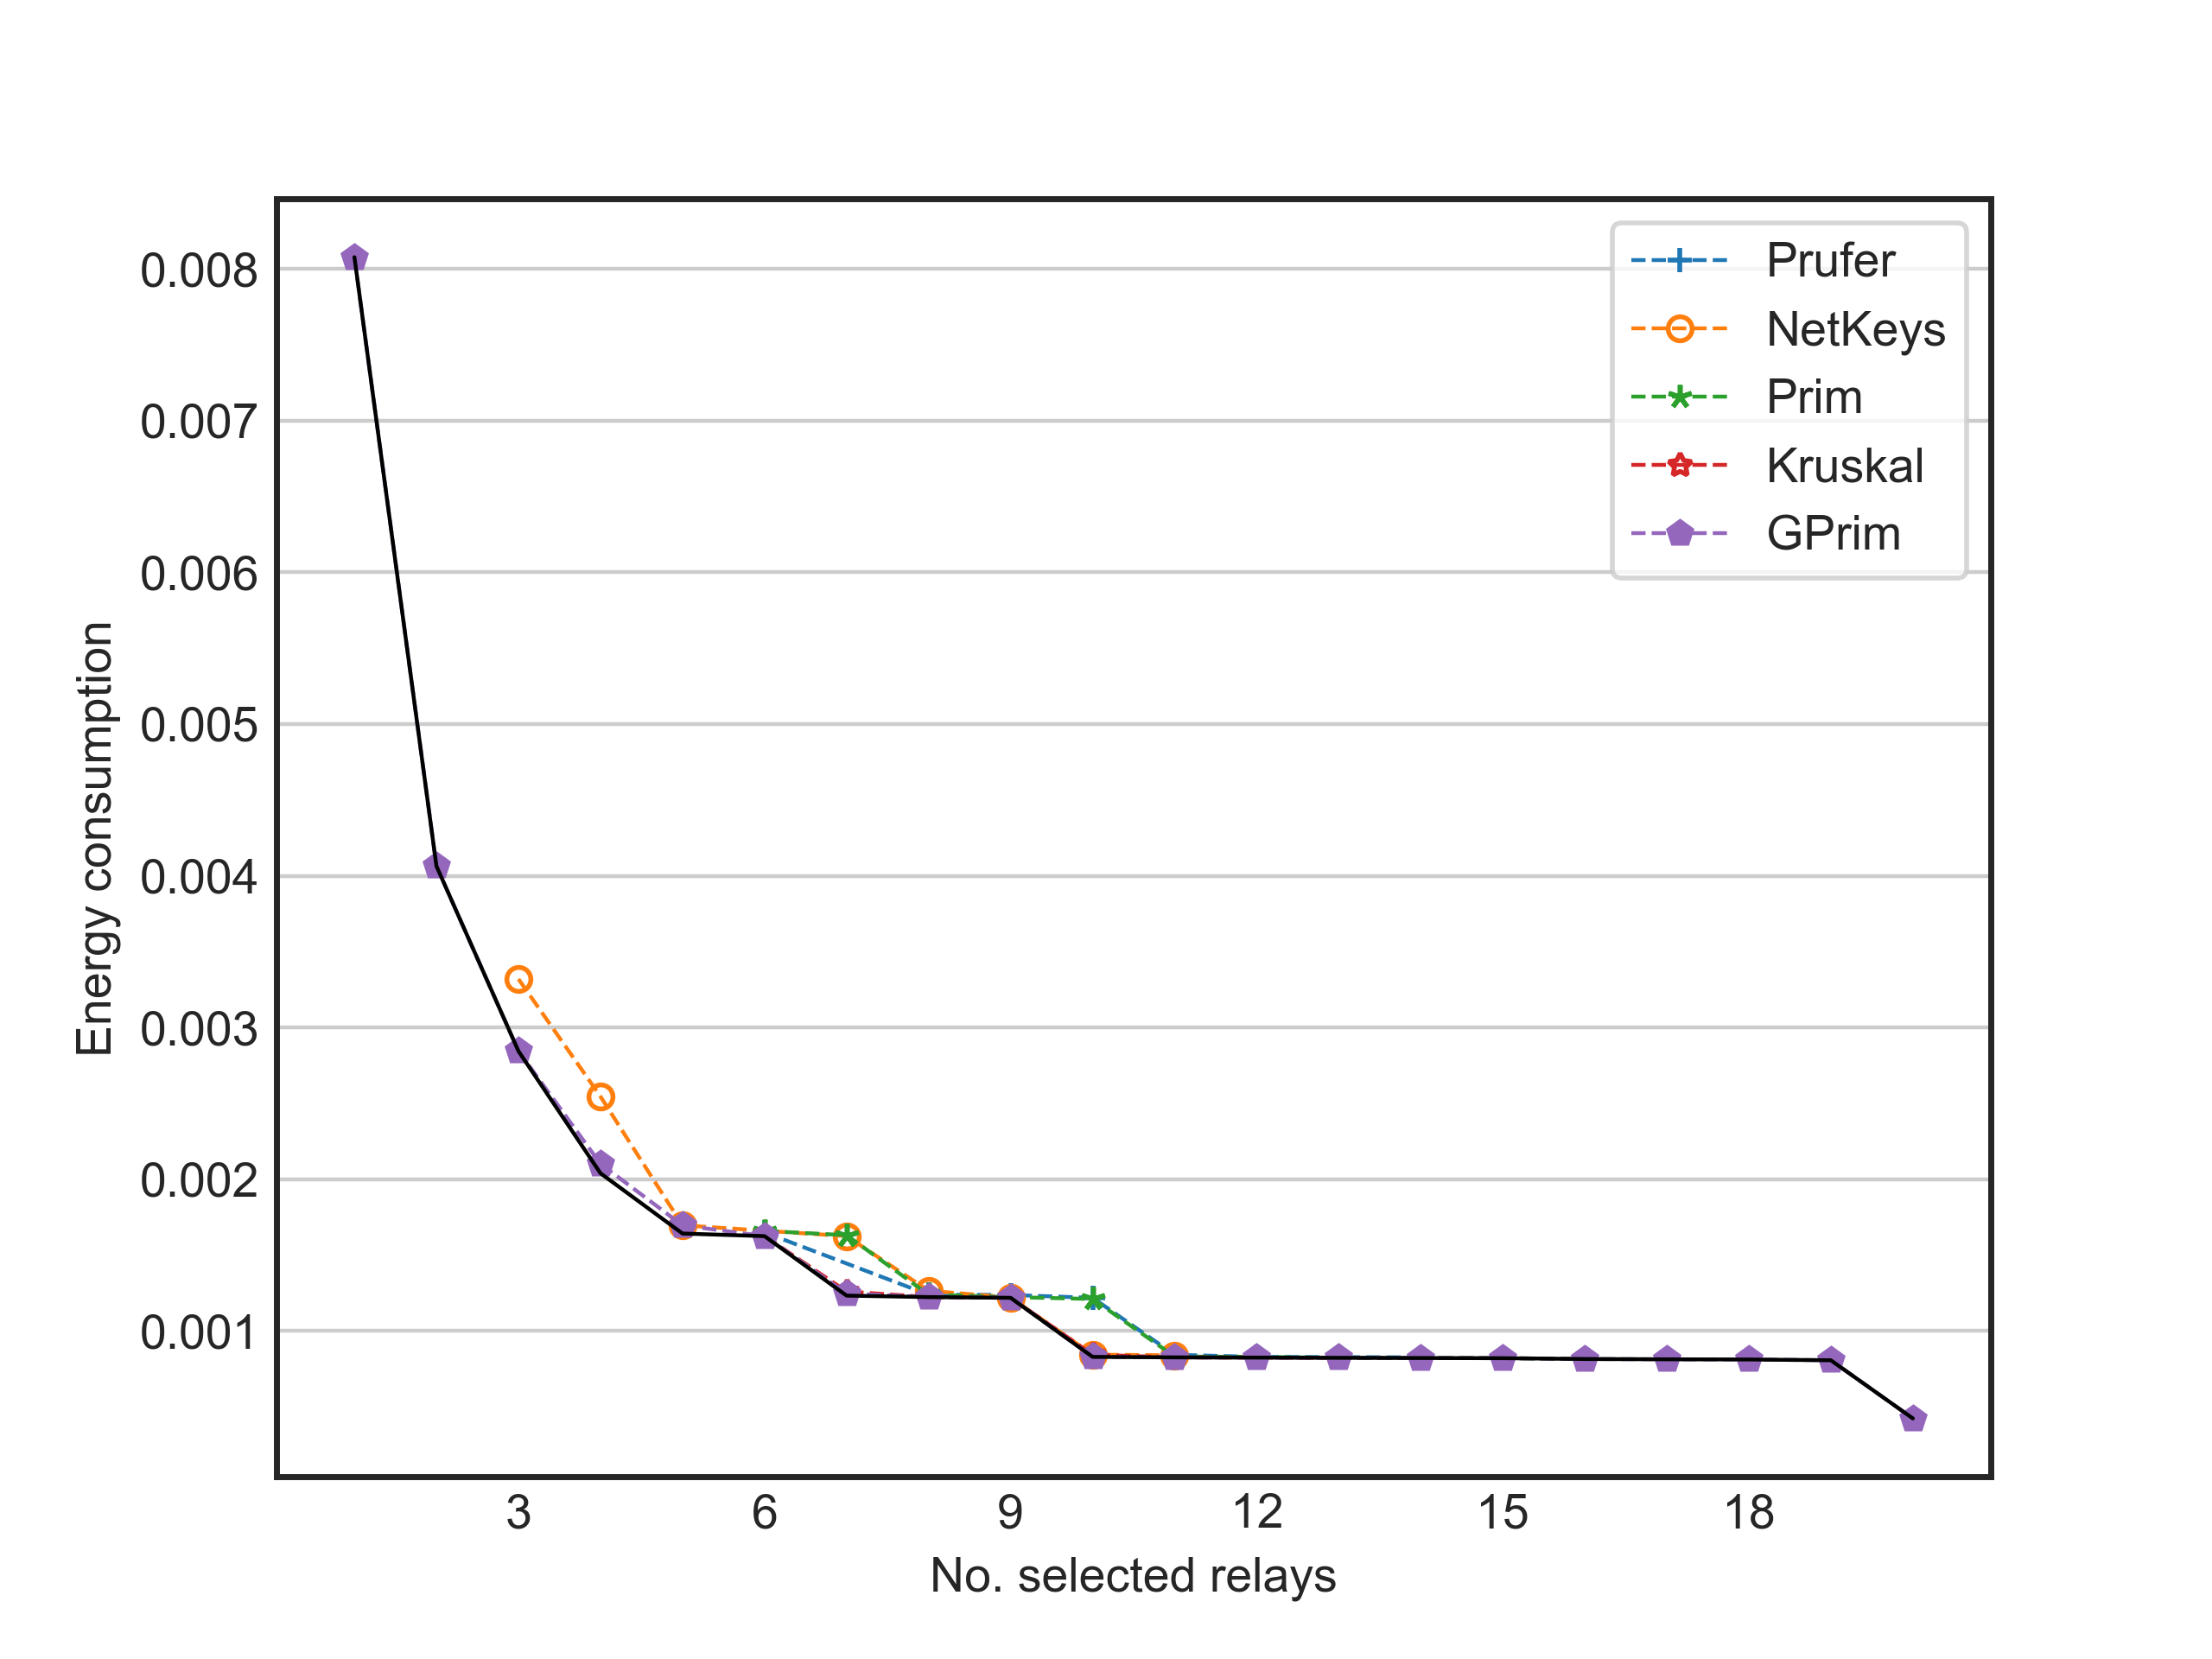 0.008
0.007
0.006
0.005
0.004
0.003
0.002
0.001
Energy consumption
3 6 9 12 15 18
No. selected relays
Prufer
NetKeys
Prim
Kruskal
GPrim